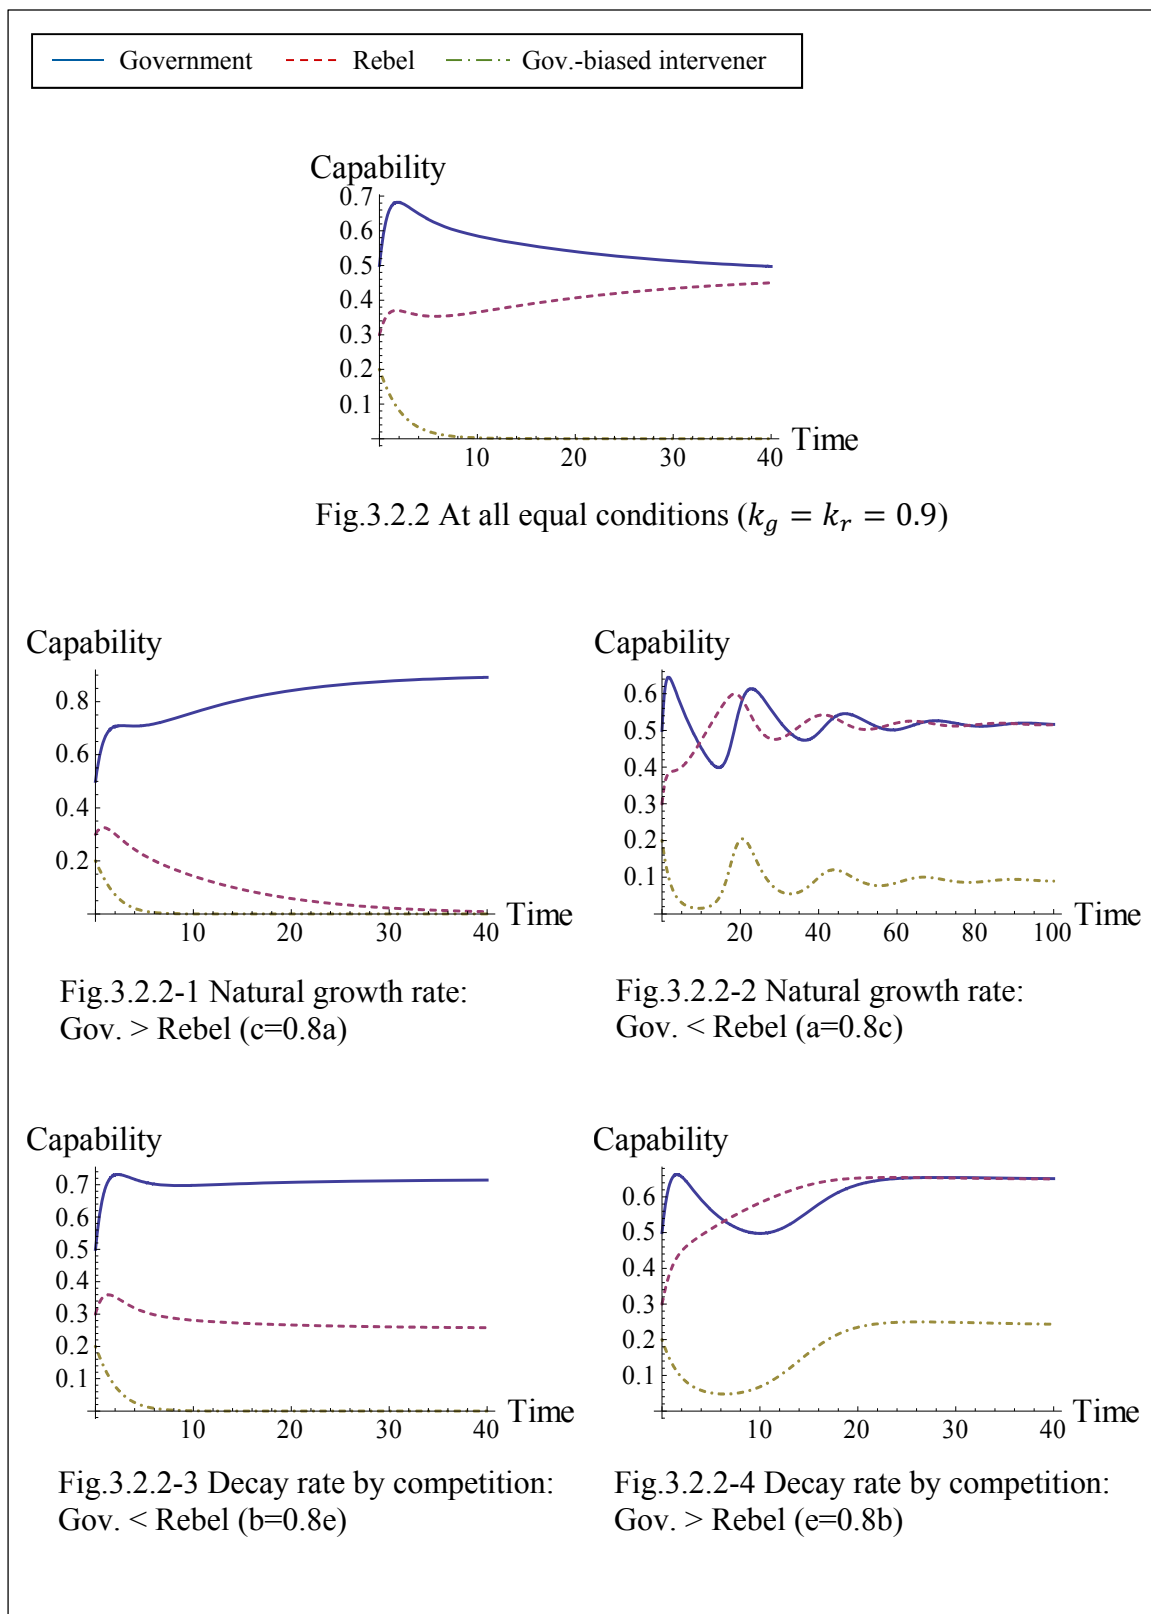 Government Rebel Gov.-biased intervener
Capability
0.7
0.6
0.5
0.4
0.3
0.2
0.1
10 20 30 40
Time
Fig.3.2.2 At all equal conditions (k_g = k_r = 0.9)
Capability
0.8
0.6
0.4
0.2
10 20 30 40
Time
Fig.3.2.2-1 Natural growth rate:
Gov. > Rebel (c=0.8a)
Capability
0.6
0.5
0.4
0.3
0.2
0.1
20 40 60 80 100
Time
Fig.3.2.2-2 Natural growth rate:
Gov. < Rebel (a=0.8c)
Capability
0.7
0.6
0.5
0.4
0.3
0.2
0.1
10 20 30 40
Time
Fig.3.2.2-3 Decay rate by competition:
Gov. < Rebel (b=0.8e)
Capability
0.6
0.5
0.4
0.3
0.2
0.1
10 20 30 40
Time
Fig.3.2.2-4 Decay rate by competition:
Gov. > Rebel (e=0.8b)